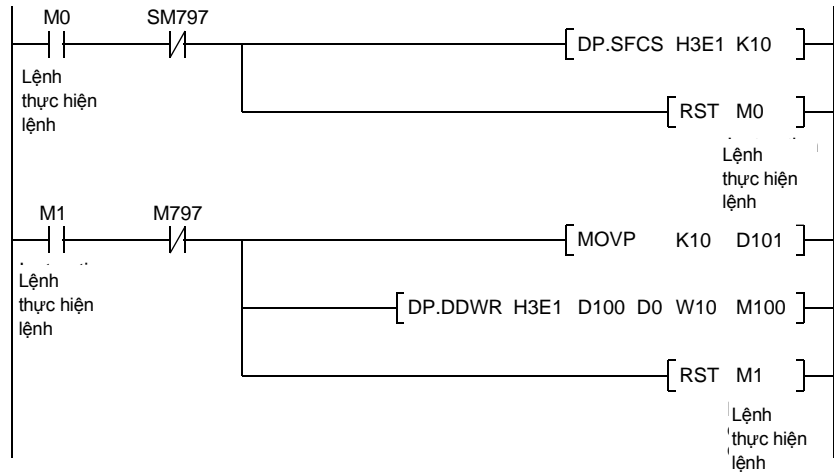 M0 SM797
DP.SFCS H3E1 K10
Lệnh
thực hiện
lệnh
RST M0
Lệnh
thực hiện
lệnh
M1 M797
MOVP K10 D101
Lệnh
thực hiện
lệnh
DP.DDWR H3E1 D100 D0 W10 M100
RST M1
Lệnh
thực hiện
lệnh